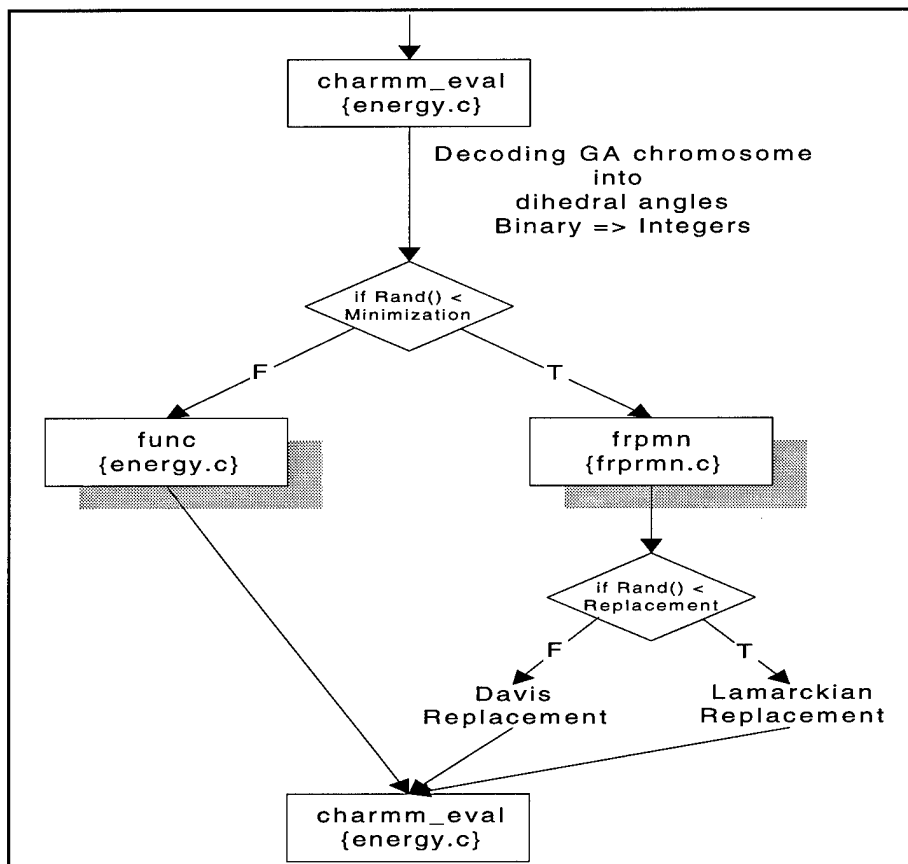 charmm_eval
{energy.c}
Decoding GA chromosome
into
dihedral angles
Binary => Integers
if Rand() <
Minimization
F
T
func
{energy.c}
frpmn
{frprmn.c}
if Rand() <
Replacement
F
T
Davis
Replacement
Lamarckian
Replacement
charmm_eval
{energy.c}